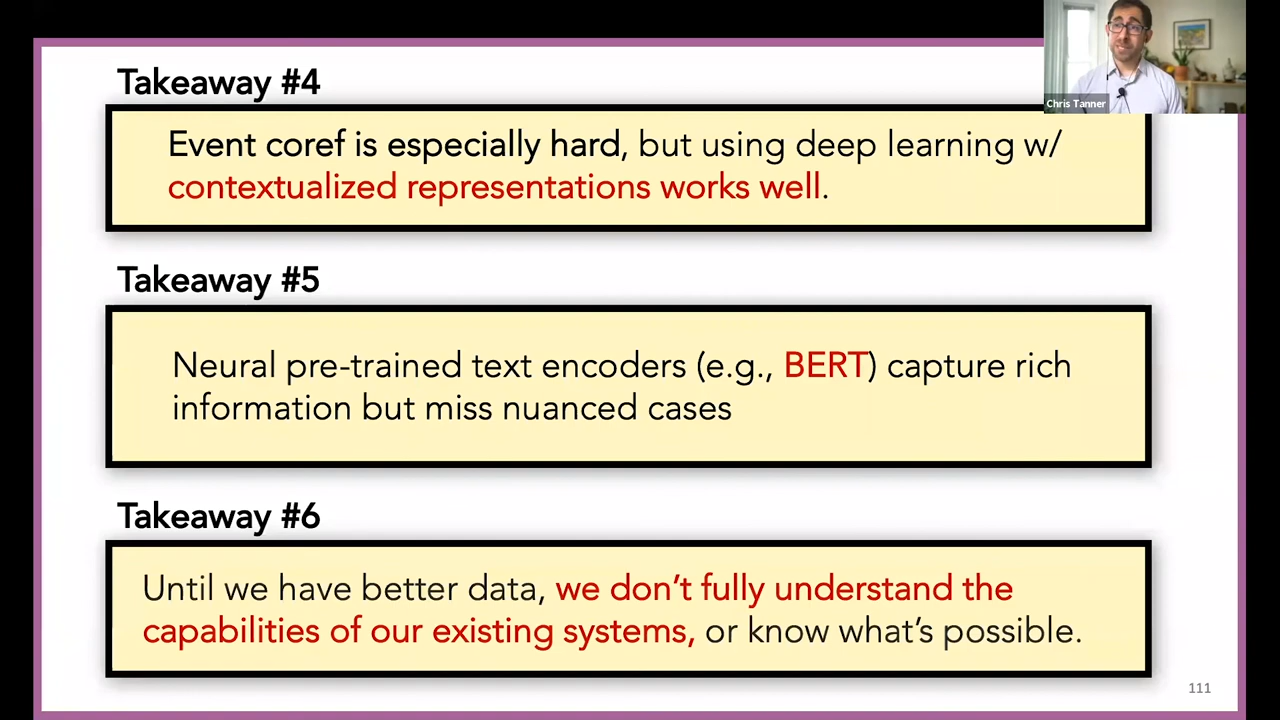 Takeaway #4
Event coref is especially hard, but using deep learning w/
contextualized representations works well.
Takeaway #5
Neural pre-trained text encoders (e.g., BERT) capture rich
information but miss nuanced cases
Takeaway #6
Until we have better data, we don’t fully understand the
capabilities of our existing systems, or know what’s possible.
111
Chris Tanner